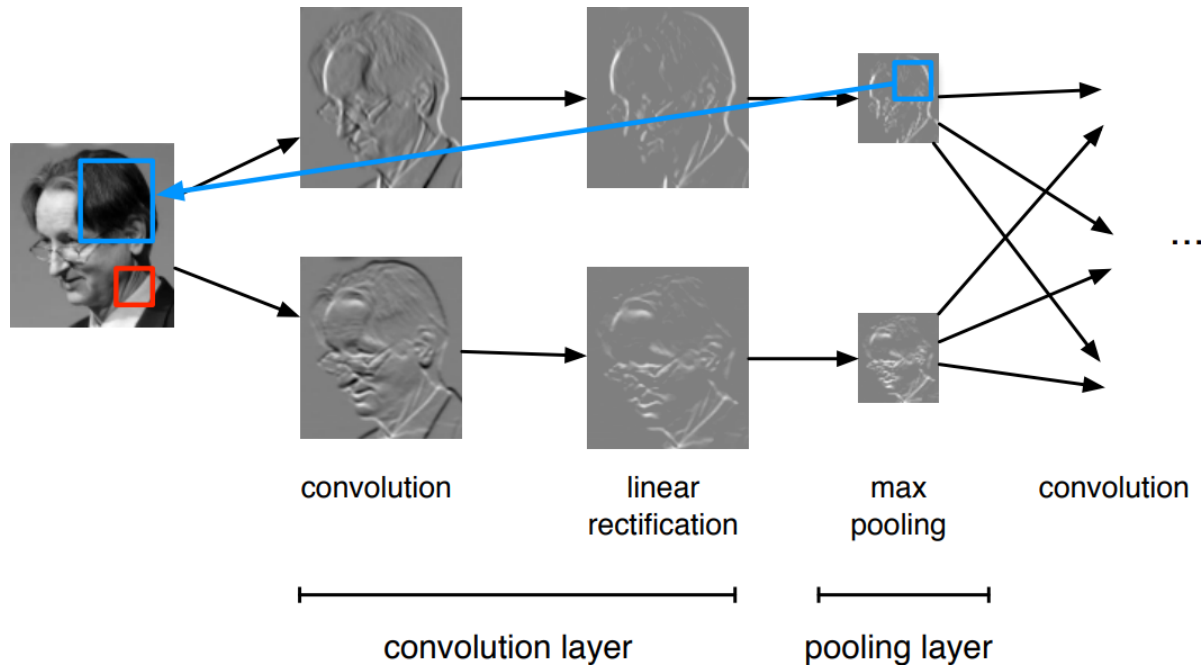 ...
convolution
linear
rectification
max
pooling
convolution
convolution layer
pooling layer